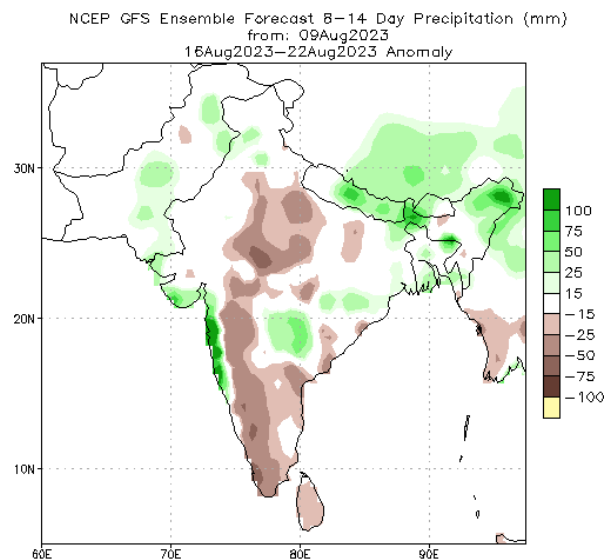 NCEP GFS Ensemble Forecast 8-14 Day Precipitation (mm)
from: 09Aug2023
16Aug2023-22Aug2023 Anomaly
30N
20N
10N
60E
70E
80E
90E
100
75
50
25
15
-15
-25
-50
-75
-100